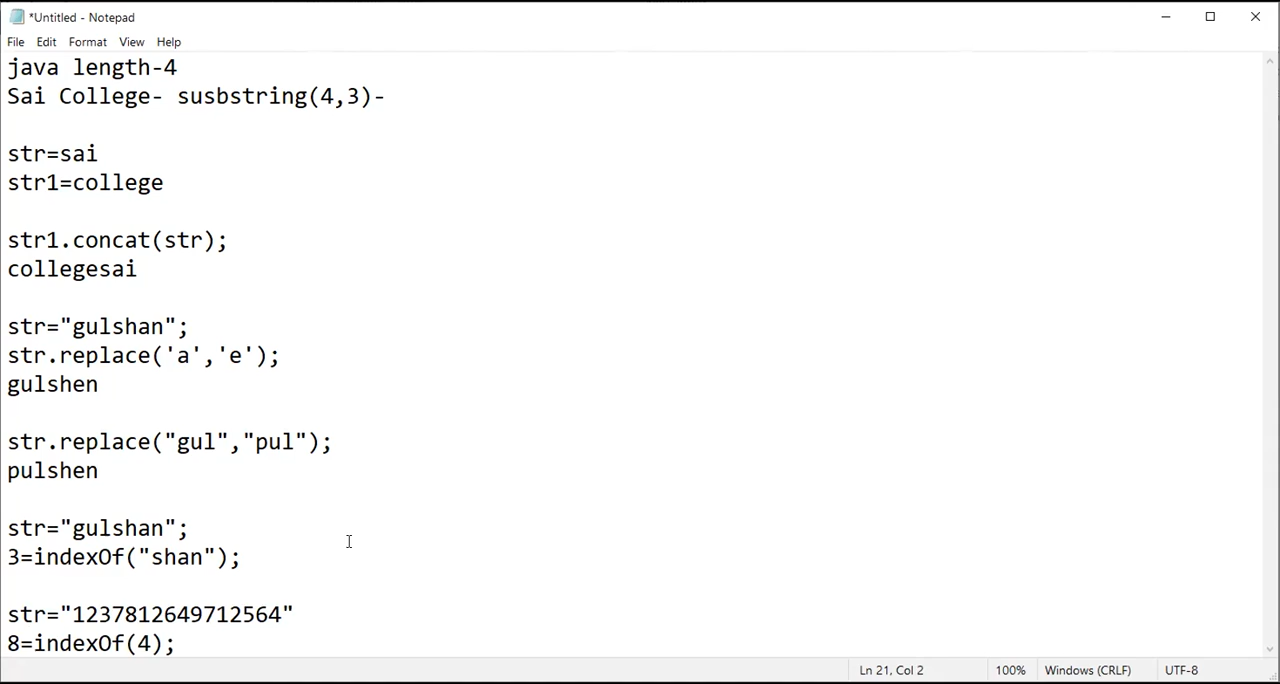 *Untitled - Notepad
File Edit Format View Help
java length-4
Sai College- susbstring(4,3)-
str=sai
str1=college
str1.concat(str);
collegesai
str="gulshan";
str.replace('a','e');
gulshen
str.replace("gul","pul");
pulshen
str="gulshan";
3=indexOf("shan");
str="1237812649712564"
8=indexOf(4);
Ln 21, Col 2 100% Windows (CRLF) UTF-8